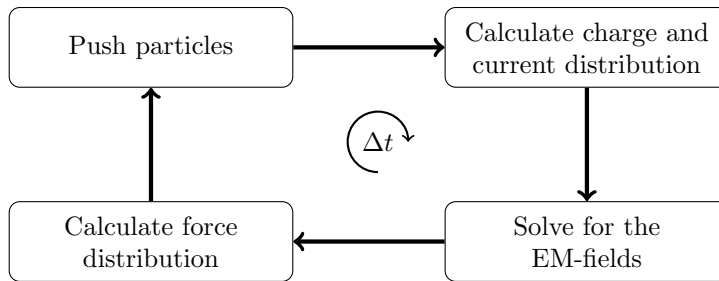 Push particles
Calculate charge and
current distribution
Δt
Calculate force
distribution
Solve for the
EM-fields